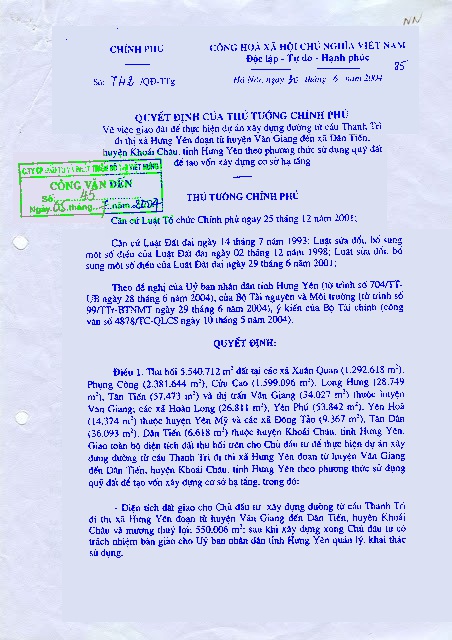 NN
CHÍNH PHỦ
CỘNG HOÀ XÃ HỘI CHỦ NGHĨA VIỆT NAM
Độc lập - Tự do - Hạnh phúc
85
Số: 742 /QĐ-TTg
Hà Nội, ngày 30 tháng 6 năm 2004
QUYẾT ĐỊNH CỦA THỦ TƯỚNG CHÍNH PHỦ
Về việc giao đất để thực hiện dự án xây dựng đường từ cầu Thanh Trì
đi thị xã Hưng Yên đoạn từ huyện Văn Giang đến xã Dân Tiến,
huyện Khoái Châu, tỉnh Hưng Yên theo phương thức sử dụng quỹ đất
để tạo vốn xây dựng cơ sở hạ tầng
CÔNG VĂN ĐẾN
Số: 45
Ngày 05 tháng 7 năm 2004
THỦ TƯỚNG CHÍNH PHỦ
Căn cứ Luật Tổ chức Chính phủ ngày 25 tháng 12 năm 2001;
Căn cứ Luật Đất đai ngày 14 tháng 7 năm 1993; Luật sửa đổi, bổ sung
một số điều của Luật Đất đai ngày 02 tháng 12 năm 1998; Luật sửa đổi, bổ
sung một số điều của Luật Đất đai ngày 29 tháng 6 năm 2001;
Theo đề nghị của Uỷ ban nhân dân tỉnh Hưng Yên (tờ trình số 704/TT-
UB ngày 28 tháng 6 năm 2004), của Bộ Tài nguyên và Môi trường (tờ trình số
99/TTr-BTNMT ngày 29 tháng 6 năm 2004), ý kiến của Bộ Tài chính (công
văn số 4878/TC-QLCS ngày 10 tháng 5 năm 2004).
QUYẾT ĐỊNH:
Điều 1. Thu hồi 5.540.712 m² đất tại các xã Xuân Quan (1.292.618 m²),
Phụng Công (2.381.644 m²), Cửu Cao (1.599.096 m²), Long Hưng (28.749
m²), Tân Tiến (57.473 m²) và thị trấn Văn Giang (34.027 m²) thuộc huyện
Văn Giang; các xã Hoàn Long (26.811 m²), Yên Phú (53.842 m²), Yên Hoà
(14.374 m²) thuộc huyện Yên Mỹ và các xã Đông Tảo (9.367 m²), Tân Dân
(36.093 m²), Dân Tiến (6.618 m²) thuộc huyện Khoái Châu, tỉnh Hưng Yên.
Giao toàn bộ diện tích đất thu hồi trên cho Chủ đầu tư để thực hiện dự án xây
dựng đường từ cầu Thanh Trì đi thị xã Hưng Yên đoạn từ huyện Văn Giang
đến Dân Tiến, huyện Khoái Châu, tỉnh Hưng Yên theo phương thức sử dụng
quỹ đất để tạo vốn xây dựng cơ sở hạ tầng, trong đó:
- Diện tích đất giao cho Chủ đầu tư xây dựng đường từ cầu Thanh Trì
đi thị xã Hưng Yên đoạn từ huyện Văn Giang đến Dân Tiến, huyện Khoái
Châu và mương thuỷ lợi: 550.006 m²; sau khi xây dựng xong Chủ đầu tư có
trách nhiệm bàn giao cho Uỷ ban nhân dân tỉnh Hưng Yên quản lý, khai thác
sử dụng.